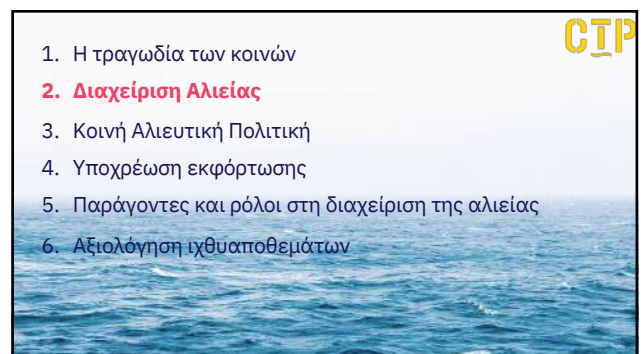 CTP
1. Η τραγωδία των κοινών
2. Διαχείριση Αλιείας
3. Κοινή Αλιευτική Πολιτική
4. Υποχρέωση εκφόρτωσης
5. Παράγοντες και ρόλοι στη διαχείριση της αλιείας
6. Αξιολόγηση ιχθυαποθεμάτων